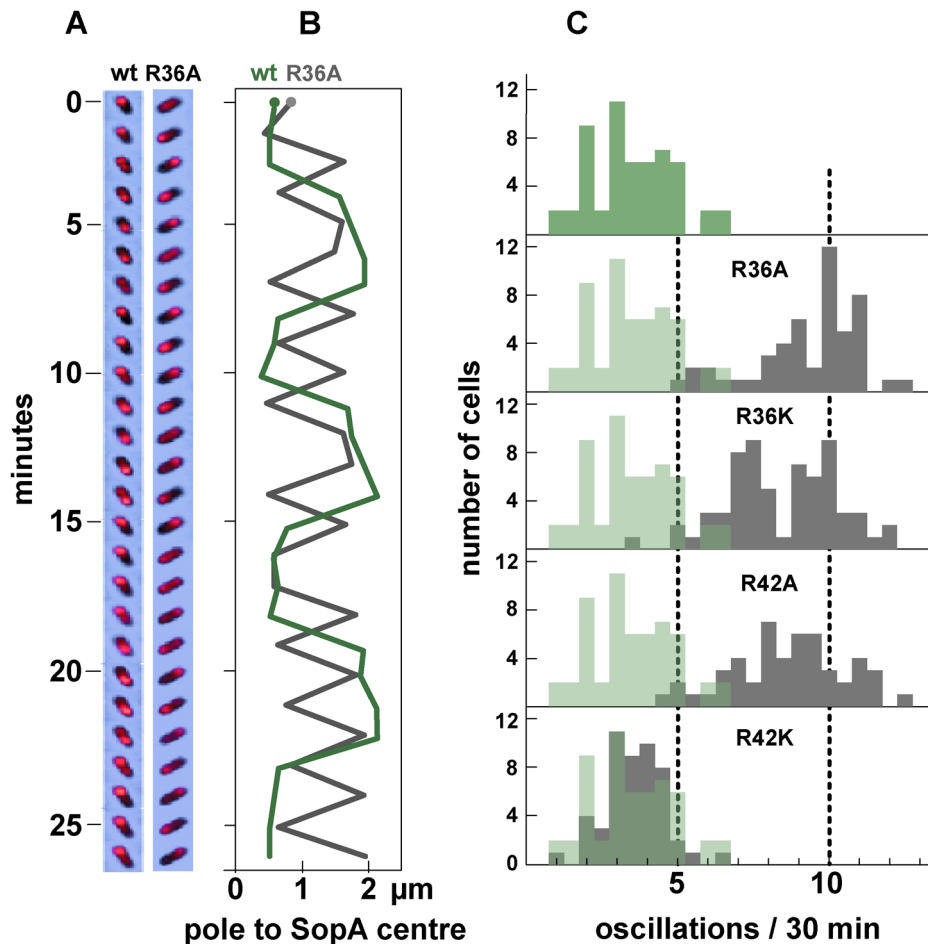 A
B
C
wt R36A
wt R36A
0
5
10
15
20
25
minutes
0 1 2 μm
pole to SopA centre
12
8
4
12
8
4
R36A
12
8
4
R36K
12
8
4
R42A
12
8
4
0
R42K
number of cells
5 10
oscillations / 30 min